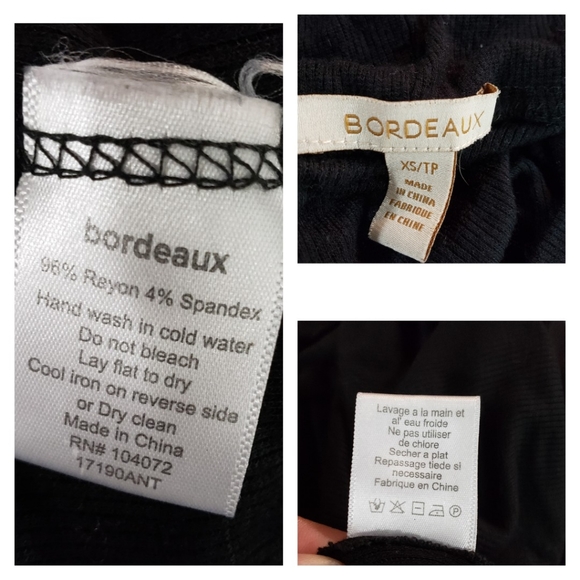 bordeaux
96% Rayon 4% Spandex
Hand wash in cold water
Do not bleach
Lay flat to dry
Cool iron on reverse side
or Dry clean
Made in China
RN# 104072
17190ANT
BORDEAUX
XS/TP
MADE
IN CHINA
FABRIQUE
EN CHINE
Lavage a la main et
al' eau froide
Ne pas utiliser
de chlore
Secher a plat
Repassage tiede si
necessaire
Fabrique en Chine
P